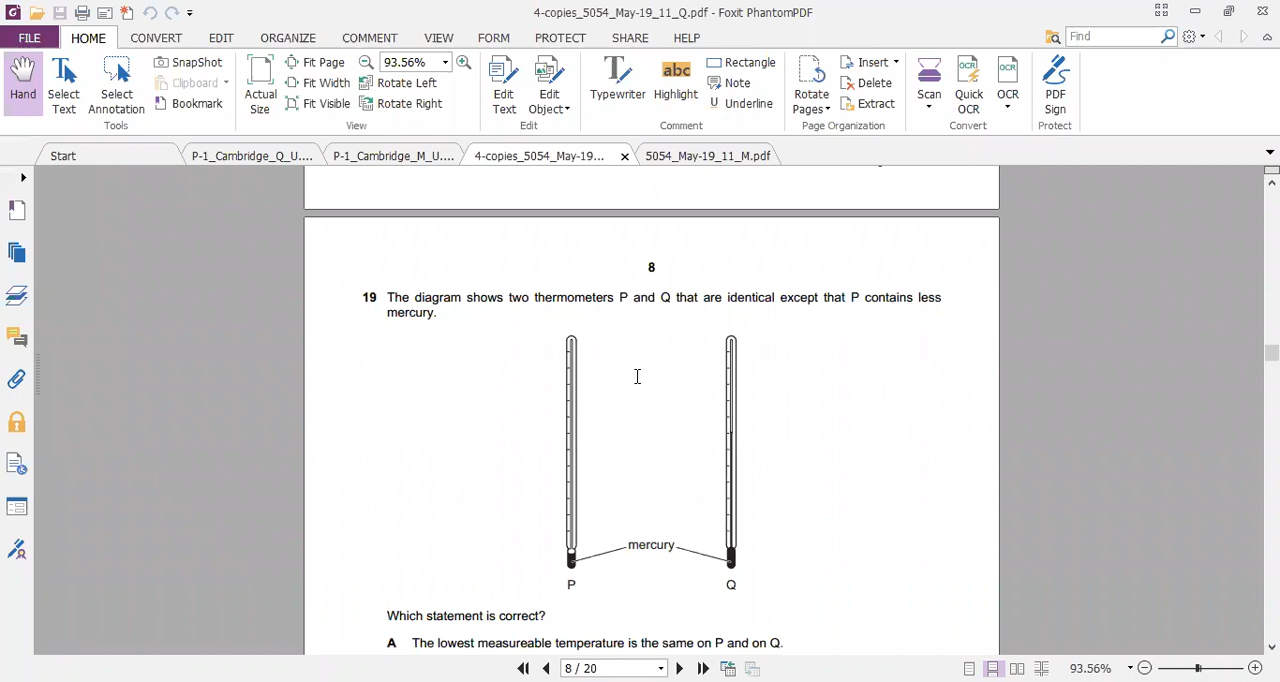 4-copies_5054_May-19_11_Q.pdf - Foxit PhantomPDF
FILE HOME CONVERT EDIT ORGANIZE COMMENT VIEW FORM PROTECT SHARE HELP
Find
Hand
Select Text
Select Annotation
SnapShot
Clipboard
Bookmark
Tools
Actual Size
Fit Page
Fit Width
Fit Visible
93.56%
Rotate Left
Rotate Right
View
Edit Text
Edit Object
Edit
Typewriter
abc
Highlight
Rectangle
Note
Underline
Comment
Rotate Pages
Insert
Delete
Extract
Page Organization
Scan
OCR
Quick OCR
OCR
OCR
Convert
PDF Sign
Protect
Start
P-1_Cambridge_Q_U....
P-1_Cambridge_M_U....
4-copies_5054_May-19...
5054_May-19_11_M.pdf
8
19 The diagram shows two thermometers P and Q that are identical except that P contains less
mercury.
mercury
P Q
Which statement is correct?
A The lowest measureable temperature is the same on P and on Q.
8 / 20
93.56%